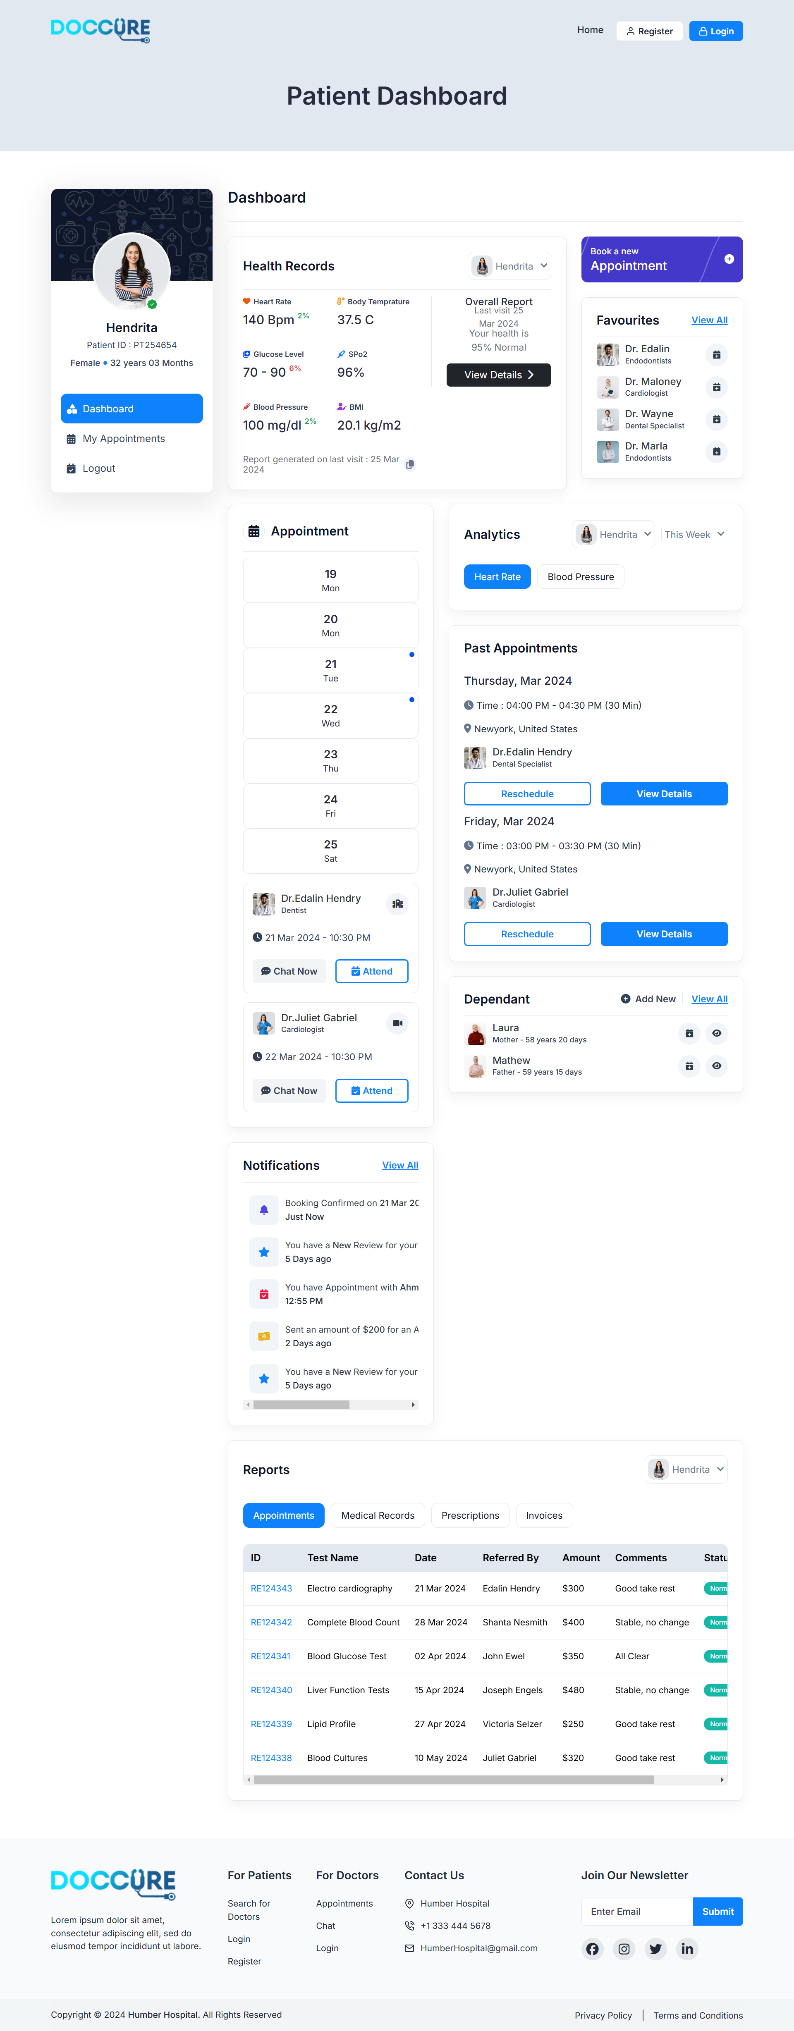 DOCCURE
Home
Register
Login
Patient Dashboard
Hendrita
Patient ID : PT254654
Female • 32 years 03 Months
Dashboard
My Appointments
Logout
Dashboard
Health Records
Hendrita
Heart Rate
140 Bpm 2%
Body Temprature
37.5 C
Glucose Level
70 - 90 6%
SPo2
96%
Blood Pressure
100 mg/dl 2%
BMI
20.1 kg/m2
Report generated on last visit : 25 Mar
2024
Overall Report
Last visit 25
Mar 2024
Your health is
95% Normal
View Details
Book a new
Appointment
Favourites
View All
Dr. Edalin
Endodontists
Dr. Maloney
Cardiologist
Dr. Wayne
Dental Specialist
Dr. Marla
Endodontists
Appointment
19
Mon
20
Mon
21
Tue
22
Wed
23
Thu
24
Fri
25
Sat
Dr.Edalin Hendry
Dentist
21 Mar 2024 - 10:30 PM
Chat Now
Attend
Dr.Juliet Gabriel
Cardiologist
22 Mar 2024 - 10:30 PM
Chat Now
Attend
Analytics
Hendrita
This Week
Heart Rate
Blood Pressure
Past Appointments
Thursday, Mar 2024
Time : 04:00 PM - 04:30 PM (30 Min)
Newyork, United States
Dr.Edalin Hendry
Dental Specialist
Reschedule
View Details
Friday, Mar 2024
Time : 03:00 PM - 03:30 PM (30 Min)
Newyork, United States
Dr.Juliet Gabriel
Cardiologist
Reschedule
View Details
Dependant
Add New
View All
Laura
Mother - 58 years 20 days
Mathew
Father - 59 years 15 days
Notifications
View All
Booking Confirmed on 21 Mar 20
Just Now
You have a New Review for your
5 Days ago
You have Appointment with Ahm
12:55 PM
Sent an amount of $200 for an A
2 Days ago
You have a New Review for your
5 Days ago
Reports
Hendrita
Appointments
Medical Records
Prescriptions
Invoices
ID Test Name Date Referred By Amount Comments Statu
RE124343 Electro cardiography 21 Mar 2024 Edalin Hendry $300 Good take rest Norm
RE124342 Complete Blood Count 28 Mar 2024 Shanta Nesmith $400 Stable, no change Norm
RE124341 Blood Glucose Test 02 Apr 2024 John Ewel $350 All Clear Norm
RE124340 Liver Function Tests 15 Apr 2024 Joseph Engels $480 Stable, no change Norm
RE124339 Lipid Profile 27 Apr 2024 Victoria Selzer $250 Good take rest Norm
RE124338 Blood Cultures 10 May 2024 Juliet Gabriel $320 Good take rest Norm
DOCCURE
Lorem ipsum dolor sit amet,
consectetur adipiscing elit, sed do
eiusmod tempor incididunt ut labore.
For Patients
Search for
Doctors
Login
Register
For Doctors
Appointments
Chat
Login
Contact Us
Humber Hospital
+1 333 444 5678
HumberHospital@gmail.com
Join Our Newsletter
Enter Email
Submit
Copyright © 2024 Humber Hospital. All Rights Reserved
Privacy Policy | Terms and Conditions